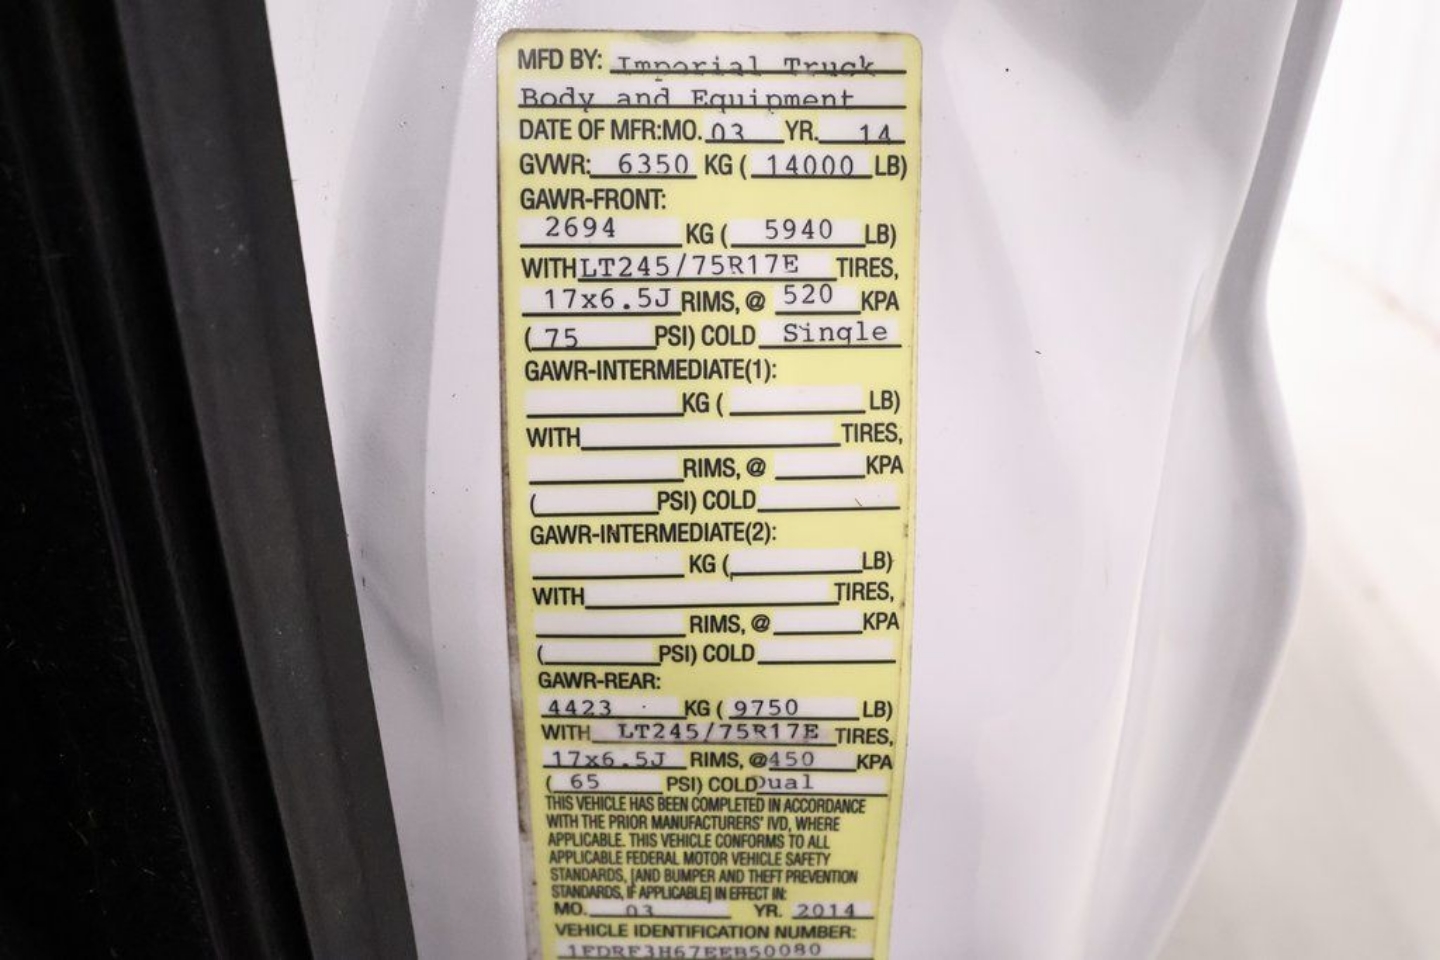 MFD BY: Imperial Truck
Body and Equipment
DATE OF MFR:MO. 03 YR. 14
GVWR: 6350 KG ( 14000 LB)
GAWR-FRONT:
2694 KG ( 5940 LB)
WITH LT245/75R17E TIRES,
17x6.5J RIMS, @ 520 KPA
( 75 PSI) COLD Single
GAWR-INTERMEDIATE(1):
KG ( LB)
WITH TIRES,
RIMS, @ KPA
( PSI) COLD
GAWR-INTERMEDIATE(2):
KG ( LB)
WITH TIRES,
RIMS, @ KPA
( PSI) COLD
GAWR-REAR:
4423 KG ( 9750 LB)
WITH LT245/75R17E TIRES,
17x6.5J RIMS, @450 KPA
( 65 PSI) COLD Dual
THIS VEHICLE HAS BEEN COMPLETED IN ACCORDANCE
WITH THE PRIOR MANUFACTURERS' IVD, WHERE
APPLICABLE. THIS VEHICLE CONFORMS TO ALL
APPLICABLE FEDERAL MOTOR VEHICLE SAFETY
STANDARDS, [AND BUMPER AND THEFT PREVENTION
STANDARDS, IF APPLICABLE] IN EFFECT IN:
MO. 03 YR. 2014
VEHICLE IDENTIFICATION NUMBER: